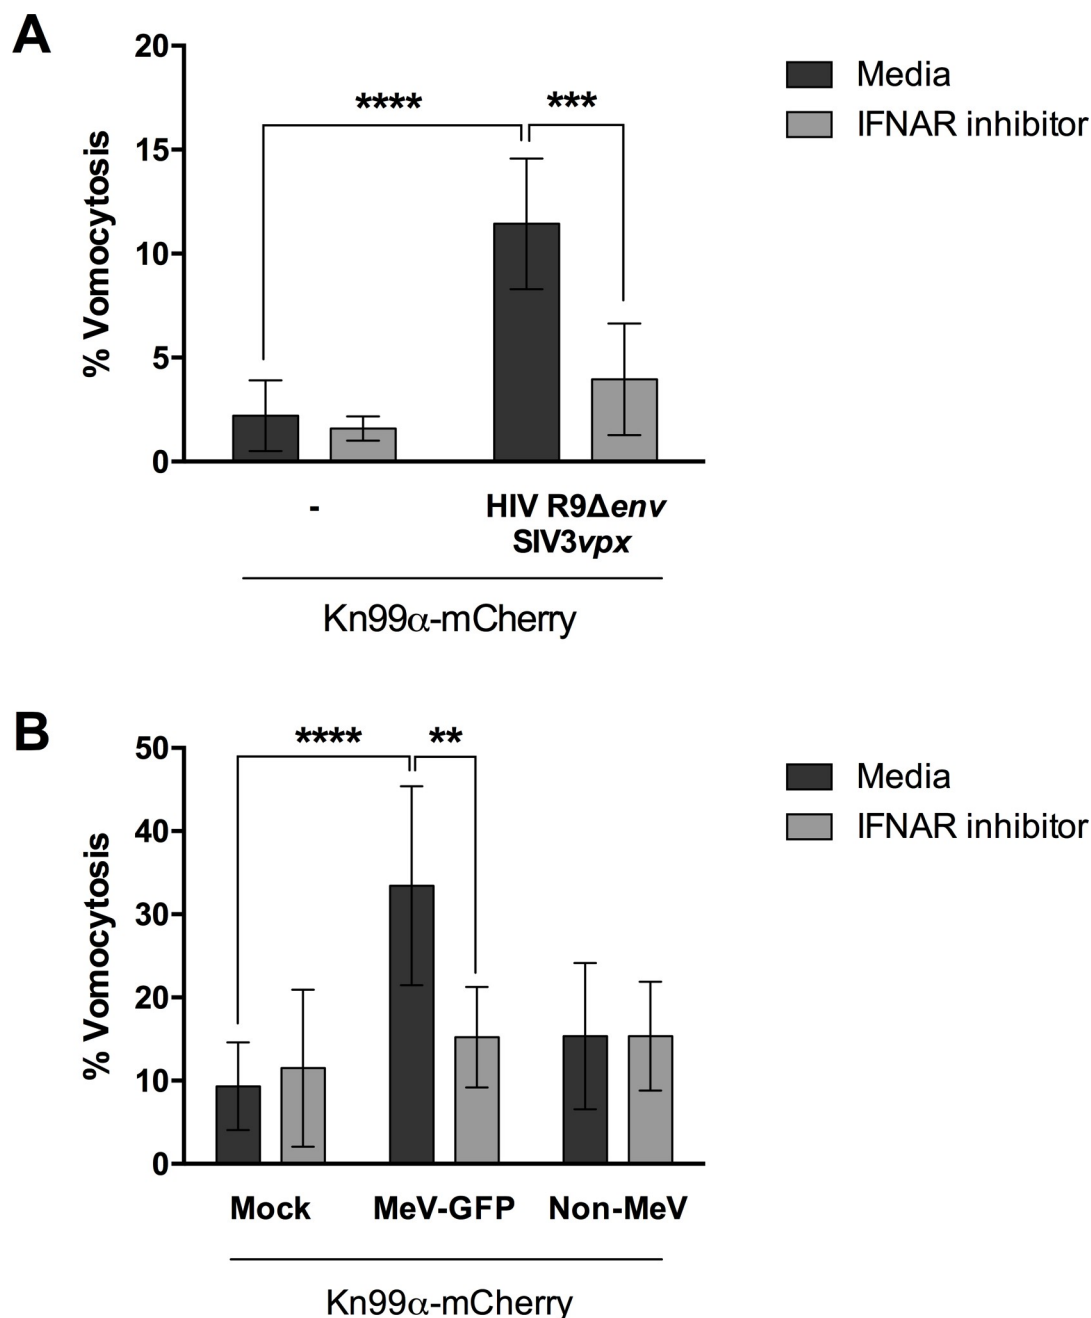 A
20
15
10
5
0
% Vomocytosis
****
***
Media
IFNAR inhibitor
-
HIV R9Δenv
SIV3vpx
Kn99α-mCherry
B
50
40
30
20
10
0
% Vomocytosis
****
**
Media
IFNAR inhibitor
Mock
MeV-GFP
Non-MeV
Kn99α-mCherry